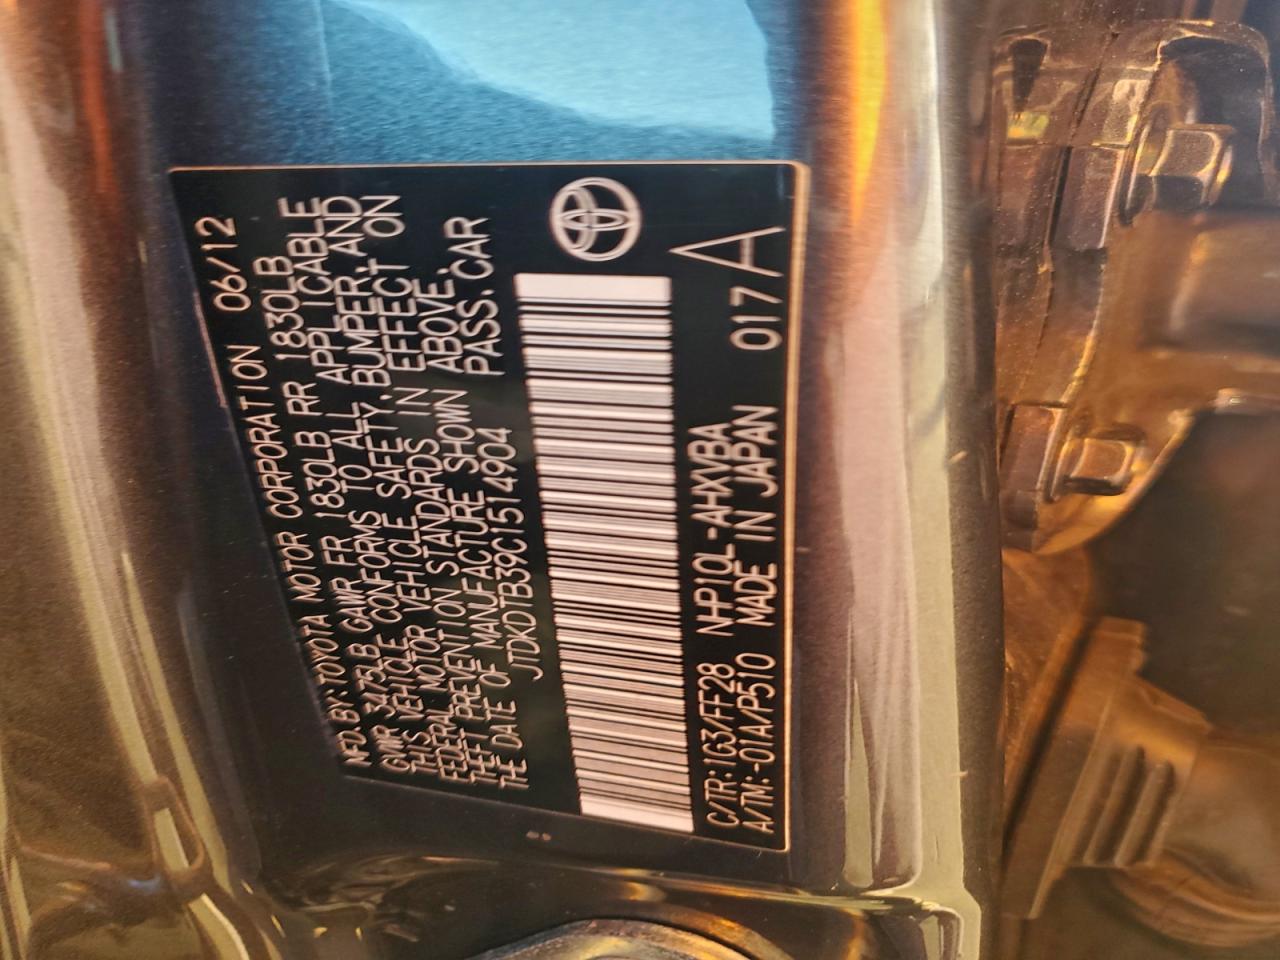 MFD.BY:TOYOTA MOTOR CORPORATION 06/12
GVWR 3475LB GAWR FR 1830LB RR 1830LB
THIS VEHICLE CONFORMS TO ALL APPLICABLE
FEDERAL MOTOR VEHICLE SAFETY, BUMPER, AND
THEFT PREVENTION STANDARDS IN EFFECT ON
THE DATE OF MANUFACTURE SHOWN ABOVE.
JTDKDTB39C1514904 PASS. CAR
C/TR:1G3/FF28 NHP10L-AHXVBA
A/TM:-01A/P510 MADE IN JAPAN 017 A